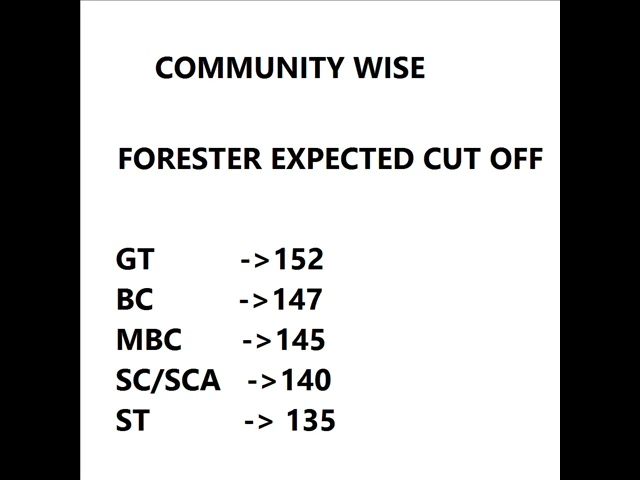 COMMUNITY WISE
FORESTER EXPECTED CUT OFF
GT ->152
BC ->147
MBC ->145
SC/SCA ->140
ST -> 135